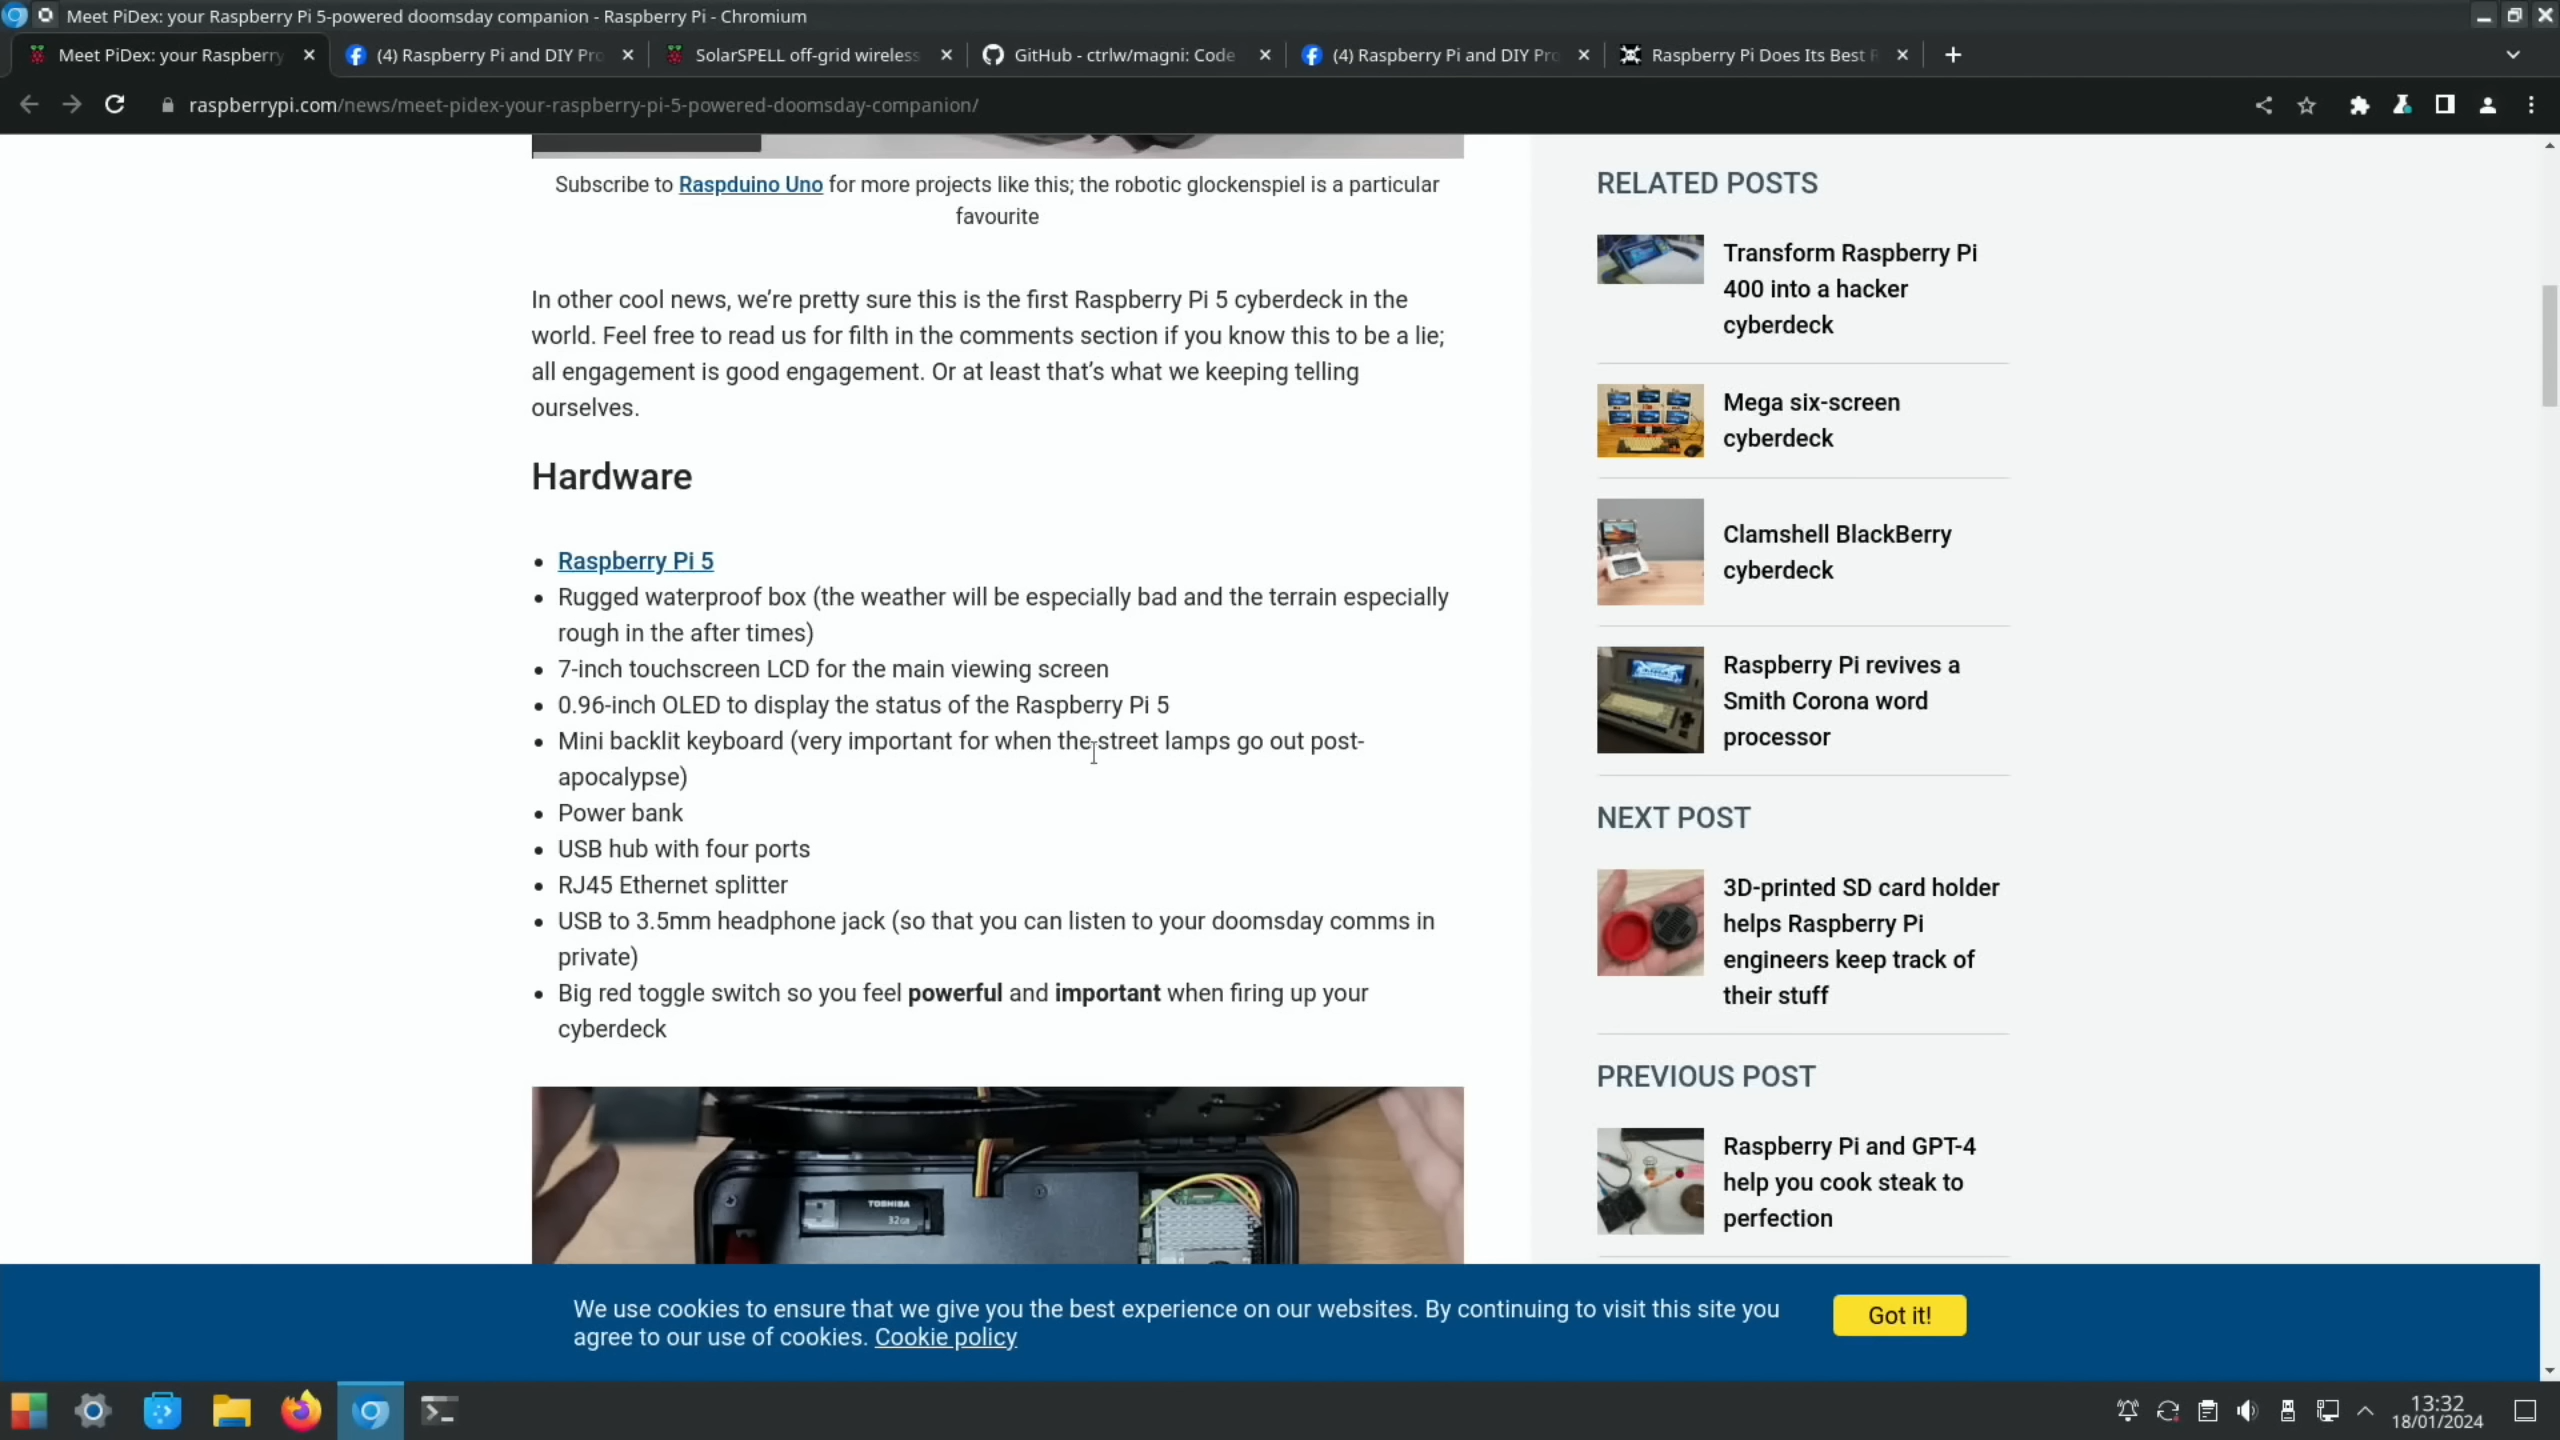 Meet PiDex: your Raspberry Pi 5-powered doomsday companion - Raspberry Pi - Chromium
Meet PiDex: your Raspberry
(4) Raspberry Pi and DIY Pro
SolarSPELL off-grid wireless
GitHub - ctrlw/magni: Code
(4) Raspberry Pi and DIY Pro
Raspberry Pi Does Its Best
raspberrypi.com/news/meet-pidex-your-raspberry-pi-5-powered-doomsday-companion/
Subscribe to Raspduino Uno for more projects like this; the robotic glockenspiel is a particular
favourite
In other cool news, we’re pretty sure this is the first Raspberry Pi 5 cyberdeck in the
world. Feel free to read us for filth in the comments section if you know this to be a lie;
all engagement is good engagement. Or at least that’s what we keeping telling
ourselves.
Hardware
• Raspberry Pi 5
• Rugged waterproof box (the weather will be especially bad and the terrain especially
rough in the after times)
• 7-inch touchscreen LCD for the main viewing screen
• 0.96-inch OLED to display the status of the Raspberry Pi 5
• Mini backlit keyboard (very important for when the street lamps go out post-
apocalypse)
• Power bank
• USB hub with four ports
• RJ45 Ethernet splitter
• USB to 3.5mm headphone jack (so that you can listen to your doomsday comms in
private)
• Big red toggle switch so you feel powerful and important when firing up your
cyberdeck
TOSHIBA
32GB
RELATED POSTS
Transform Raspberry Pi
400 into a hacker
cyberdeck
Mega six-screen
cyberdeck
Clamshell BlackBerry
cyberdeck
Raspberry Pi revives a
Smith Corona word
processor
NEXT POST
3D-printed SD card holder
helps Raspberry Pi
engineers keep track of
their stuff
PREVIOUS POST
Raspberry Pi and GPT-4
help you cook steak to
perfection
We use cookies to ensure that we give you the best experience on our websites. By continuing to visit this site you
agree to our use of cookies. Cookie policy
Got it!
13:32
18/01/2024